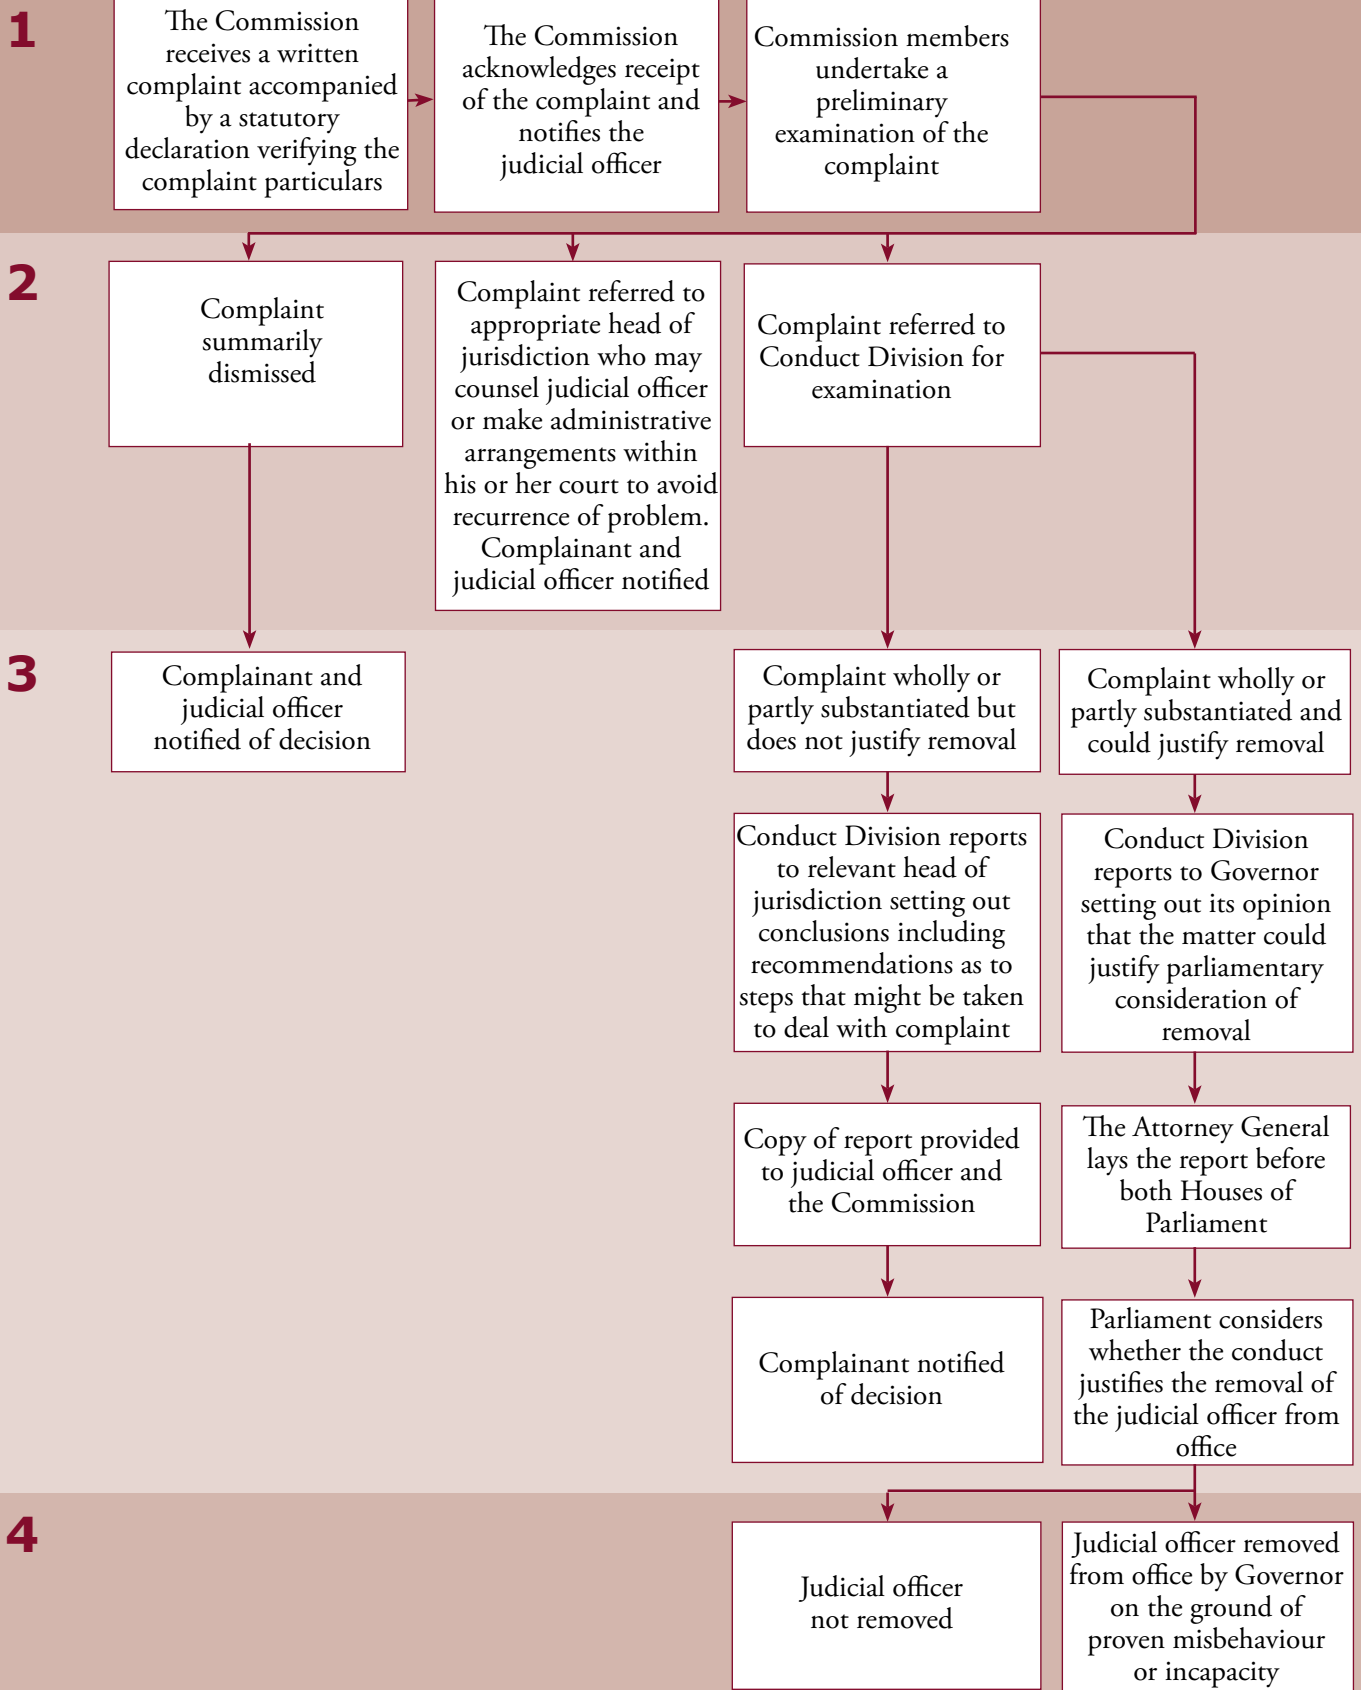 1
The Commission
receives a written
complaint accompanied
by a statutory
declaration verifying the
complaint particulars
The Commission
acknowledges receipt
of the complaint and
notifies the
judicial officer
Commission members
undertake a
preliminary
examination of the
complaint
2
Complaint
summarily
dismissed
Complaint referred to
appropriate head of
jurisdiction who may
counsel judicial officer
or make administrative
arrangements within
his or her court to avoid
recurrence of problem.
Complainant and
judicial officer notified
Complaint referred to
Conduct Division for
examination
3
Complainant and
judicial officer
notified of decision
Complaint wholly or
partly substantiated but
does not justify removal
Conduct Division reports
to relevant head of
jurisdiction setting out
conclusions including
recommendations as to
steps that might be taken
to deal with complaint
Copy of report provided
to judicial officer and
the Commission
Complainant notified
of decision
Complaint wholly or
partly substantiated and
could justify removal
Conduct Division
reports to Governor
setting out its opinion
that the matter could
justify parliamentary
consideration of
removal
The Attorney General
lays the report before
both Houses of
Parliament
Parliament considers
whether the conduct
justifies the removal of
the judicial officer from
office
4
Judicial officer
not removed
Judicial officer removed
from office by Governor
on the ground of
proven misbehaviour
or incapacity